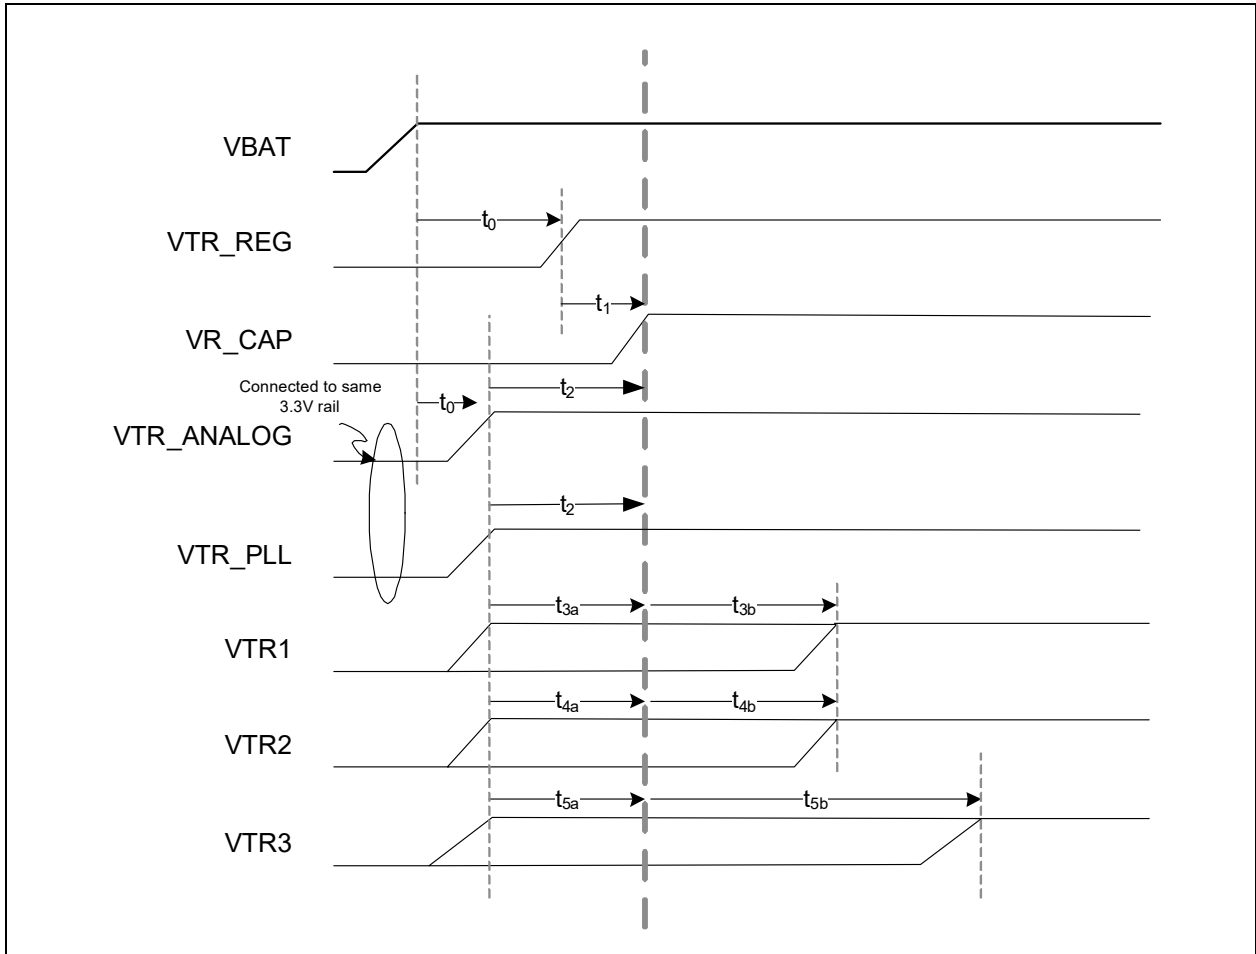 VBAT
t0
VTR_REG
t1
VR_CAP
Connected to same
3.3V rail
t0
t2
VTR_ANALOG
t2
VTR_PLL
t3a
t3b
VTR1
t4a
t4b
VTR2
t5a
t5b
VTR3